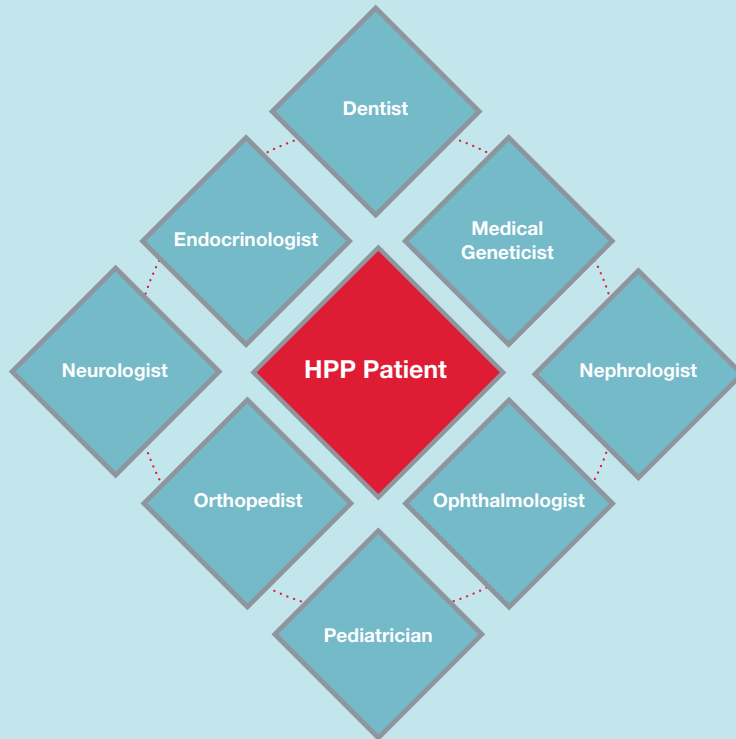 Dentist
Endocrinologist
Medical
Geneticist
Neurologist
HPP Patient
Nephrologist
Orthopedist
Ophthalmologist
Pediatrician